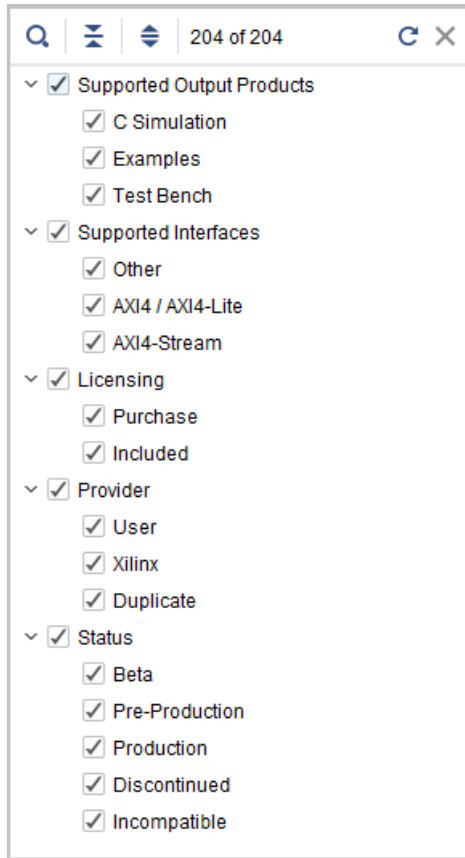 204 of 204
Supported Output Products
C Simulation
Examples
Test Bench
Supported Interfaces
Other
AXI4 / AXI4-Lite
AXI4-Stream
Licensing
Purchase
Included
Provider
User
Xilinx
Duplicate
Status
Beta
Pre-Production
Production
Discontinued
Incompatible